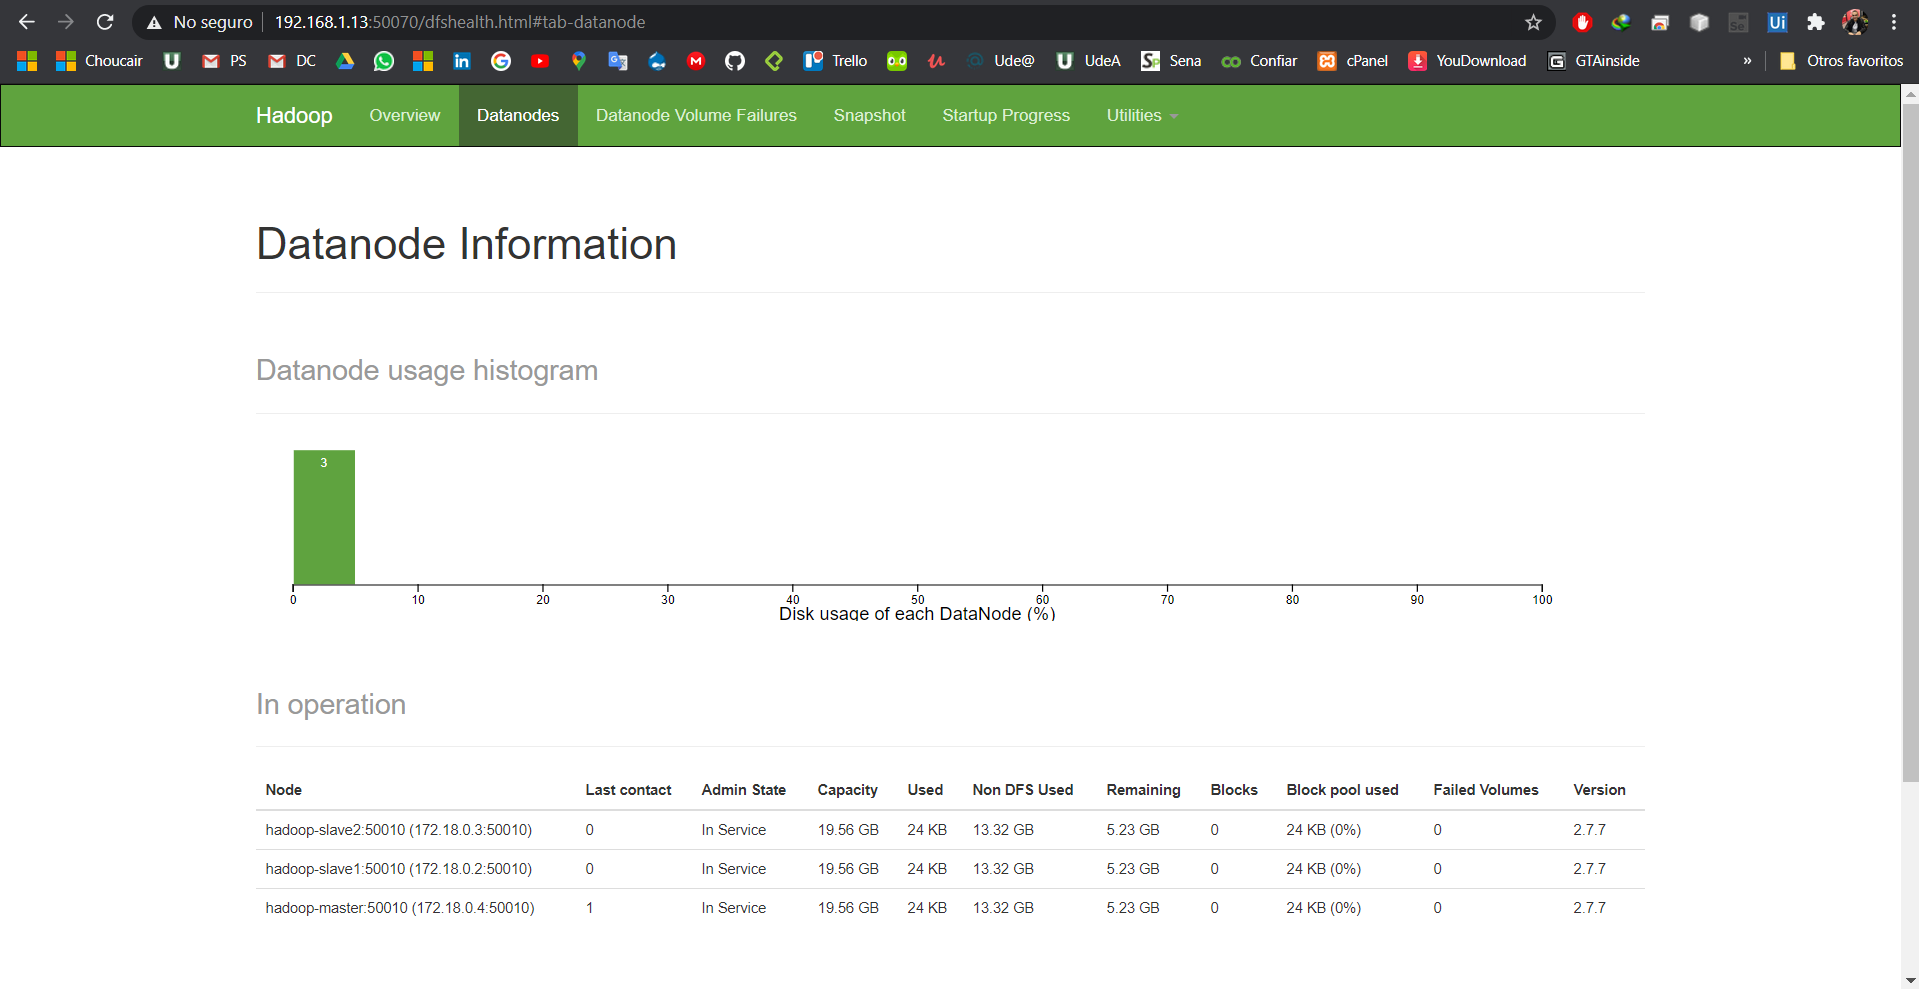 No seguro 192.168.1.13:50070/dfshealth.html#tab-datanode
Choucair PS DC Trello Ude@ UdeA Sena Confiar cPanel YouDownload GTAinside » Otros favoritos
Hadoop Overview Datanodes Datanode Volume Failures Snapshot Startup Progress Utilities
Datanode Information
Datanode usage histogram
3
0 10 20 30 40 50 60 70 80 90 100
Disk usage of each DataNode (%)
In operation
Node Last contact Admin State Capacity Used Non DFS Used Remaining Blocks Block pool used Failed Volumes Version
hadoop-slave2:50010 (172.18.0.3:50010) 0 In Service 19.56 GB 24 KB 13.32 GB 5.23 GB 0 24 KB (0%) 0 2.7.7
hadoop-slave1:50010 (172.18.0.2:50010) 0 In Service 19.56 GB 24 KB 13.32 GB 5.23 GB 0 24 KB (0%) 0 2.7.7
hadoop-master:50010 (172.18.0.4:50010) 1 In Service 19.56 GB 24 KB 13.32 GB 5.23 GB 0 24 KB (0%) 0 2.7.7